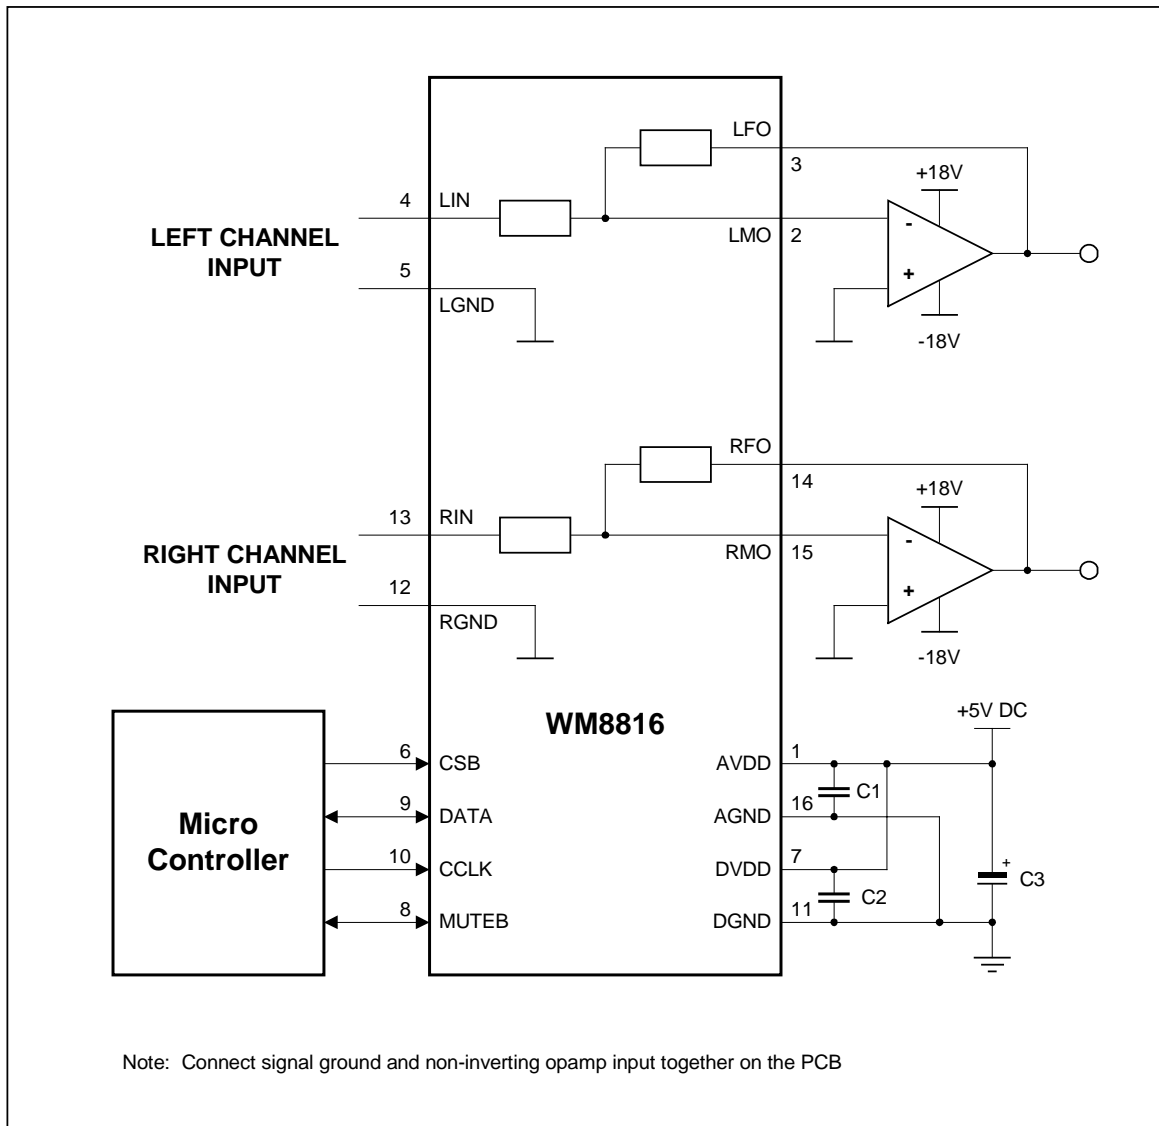 LFO
3
+18V
4
LIN
-
LMO
2
LEFT CHANNEL
INPUT
5
+
LGND
-18V
RFO
14
+18V
13
RIN
-
RMO
15
RIGHT CHANNEL
INPUT
12
+
RGND
-18V
WM8816
+5V DC
6
CSB
AVDD
1
C1
9
DATA
AGND
16
Micro
Controller
10
CCLK
DVDD
7
+
C3
C2
8
MUTEB
DGND
11
Note: Connect signal ground and non-inverting opamp input together on the PCB